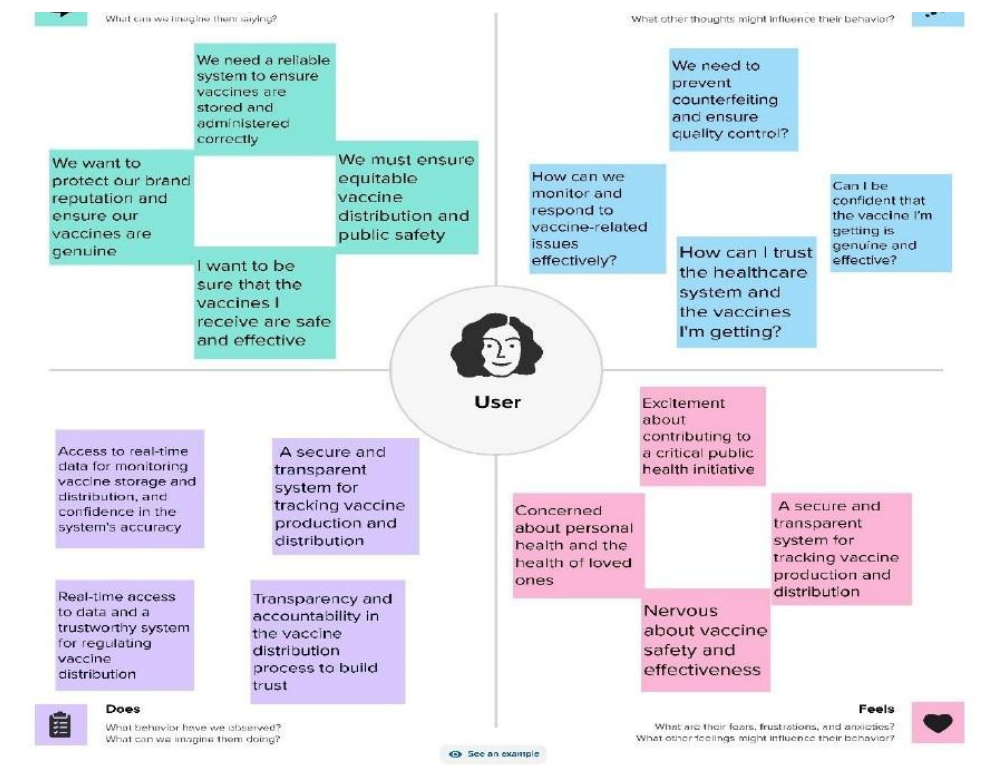 What can we imagine them saying?
What other thoughts might influence their behavior?
We need a reliable
system to ensure
vaccines are
stored and
administered
correctly
We want to
protect our brand
reputation and
ensure our
vaccines are
genuine
We must ensure
equitable
vaccine
distribution and
public safety
I want to be
sure that the
vaccines I
receive are safe
and effective
We need to
prevent
counterfeiting
and ensure
quality control?
How can we
monitor and
respond to
vaccine-related
issues
effectively?
Can I be
confident that
the vaccine I'm
getting is
genuine and
effective?
How can I trust
the healthcare
system and
the vaccines
I'm getting?
User
Access to real-time
data for monitoring
vaccine storage and
distribution, and
confidence in the
system's accuracy
A secure and
transparent
system for
tracking vaccine
production and
distribution
Real-time access
to data and a
trustworthy system
for regulating
vaccine
distribution
Transparency and
accountability in
the vaccine
distribution
process to build
trust
Excitement
about
contributing to
a critical public
health initiative
Concerned
about personal
health and the
health of loved
ones
A secure and
transparent
system for
tracking vaccine
production and
distribution
Nervous
about vaccine
safety and
effectiveness
Does
What behavior have we observed?
What can we imagine them doing?
Feels
What are their fears, frustrations, and anxieties?
What other feelings might influence their behavior?
See an example